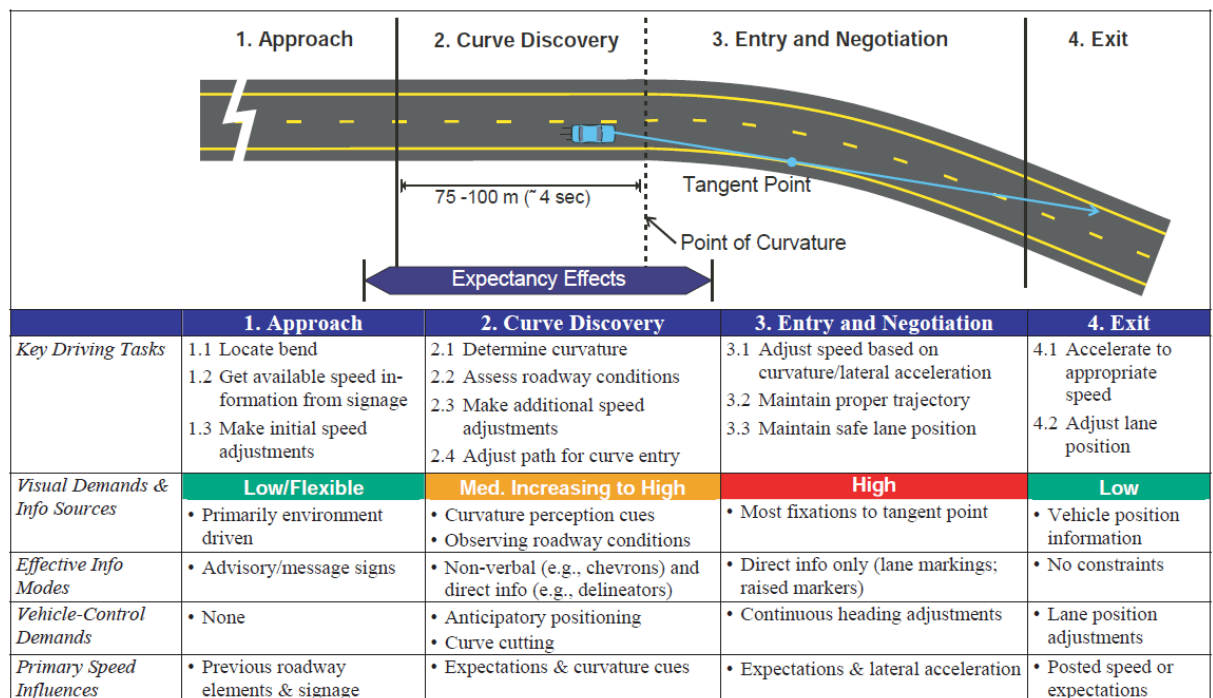 1. Approach
2. Curve Discovery
3. Entry and Negotiation
4. Exit
75 -100 m (~4 sec)
Tangent Point
Point of Curvature
Expectancy Effects
1. Approach
2. Curve Discovery
3. Entry and Negotiation
4. Exit
Key Driving Tasks
1.1 Locate bend
1.2 Get available speed in-
formation from signage
1.3 Make initial speed
adjustments
2.1 Determine curvature
2.2 Assess roadway conditions
2.3 Make additional speed
adjustments
2.4 Adjust path for curve entry
3.1 Adjust speed based on
curvature/lateral acceleration
3.2 Maintain proper trajectory
3.3 Maintain safe lane position
4.1 Accelerate to
appropriate
speed
4.2 Adjust lane
position
Visual Demands &
Info Sources
Low/Flexible
• Primarily environment
driven
Med. Increasing to High
• Curvature perception cues
• Observing roadway conditions
High
• Most fixations to tangent point
Low
• Vehicle position
information
Effective Info
Modes
• Advisory/message signs
• Non-verbal (e.g., chevrons) and
direct info (e.g., delineators)
• Direct info only (lane markings;
raised markers)
• No constraints
Vehicle-Control
Demands
• None
• Anticipatory positioning
• Curve cutting
• Continuous heading adjustments
• Lane position
adjustments
Primary Speed
Influences
• Previous roadway
elements & signage
• Expectations & curvature cues
• Expectations & lateral acceleration
• Posted speed or
expectations